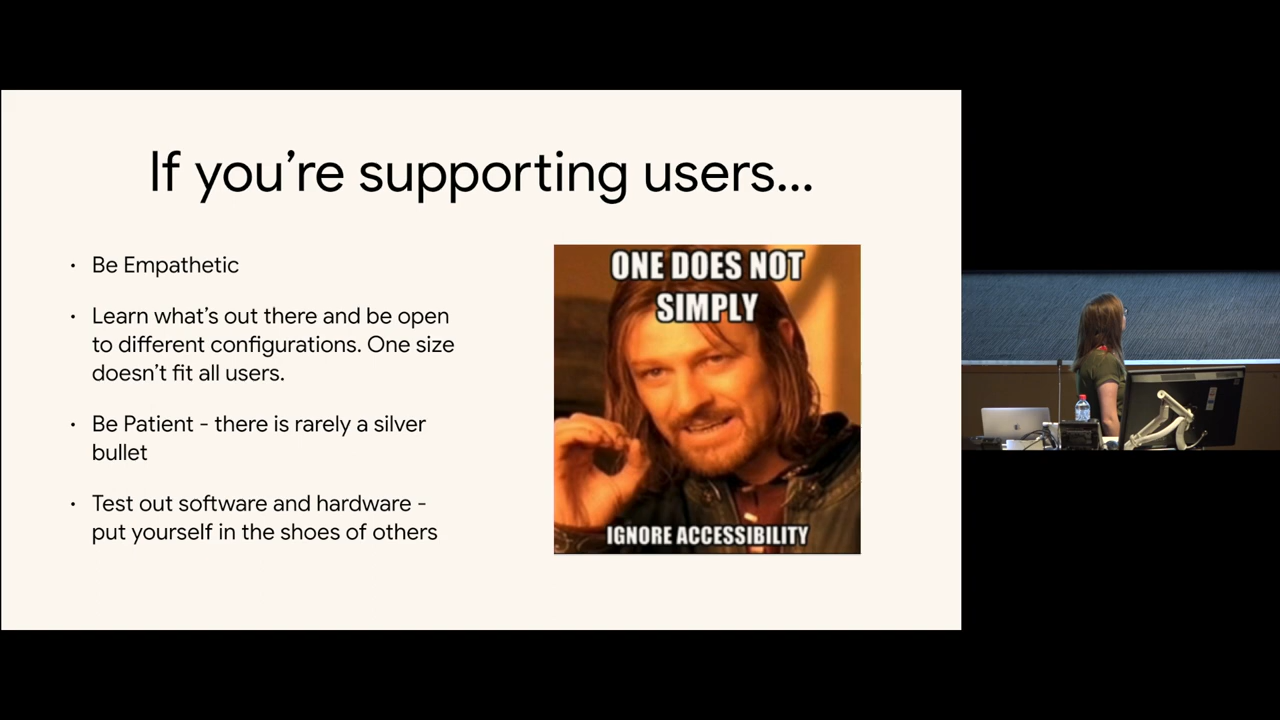 If you’re supporting users...
• Be Empathetic
• Learn what’s out there and be open
to different configurations. One size
doesn’t fit all users.
• Be Patient - there is rarely a silver
bullet
• Test out software and hardware -
put yourself in the shoes of others
ONE DOES NOT
SIMPLY
IGNORE ACCESSIBILITY